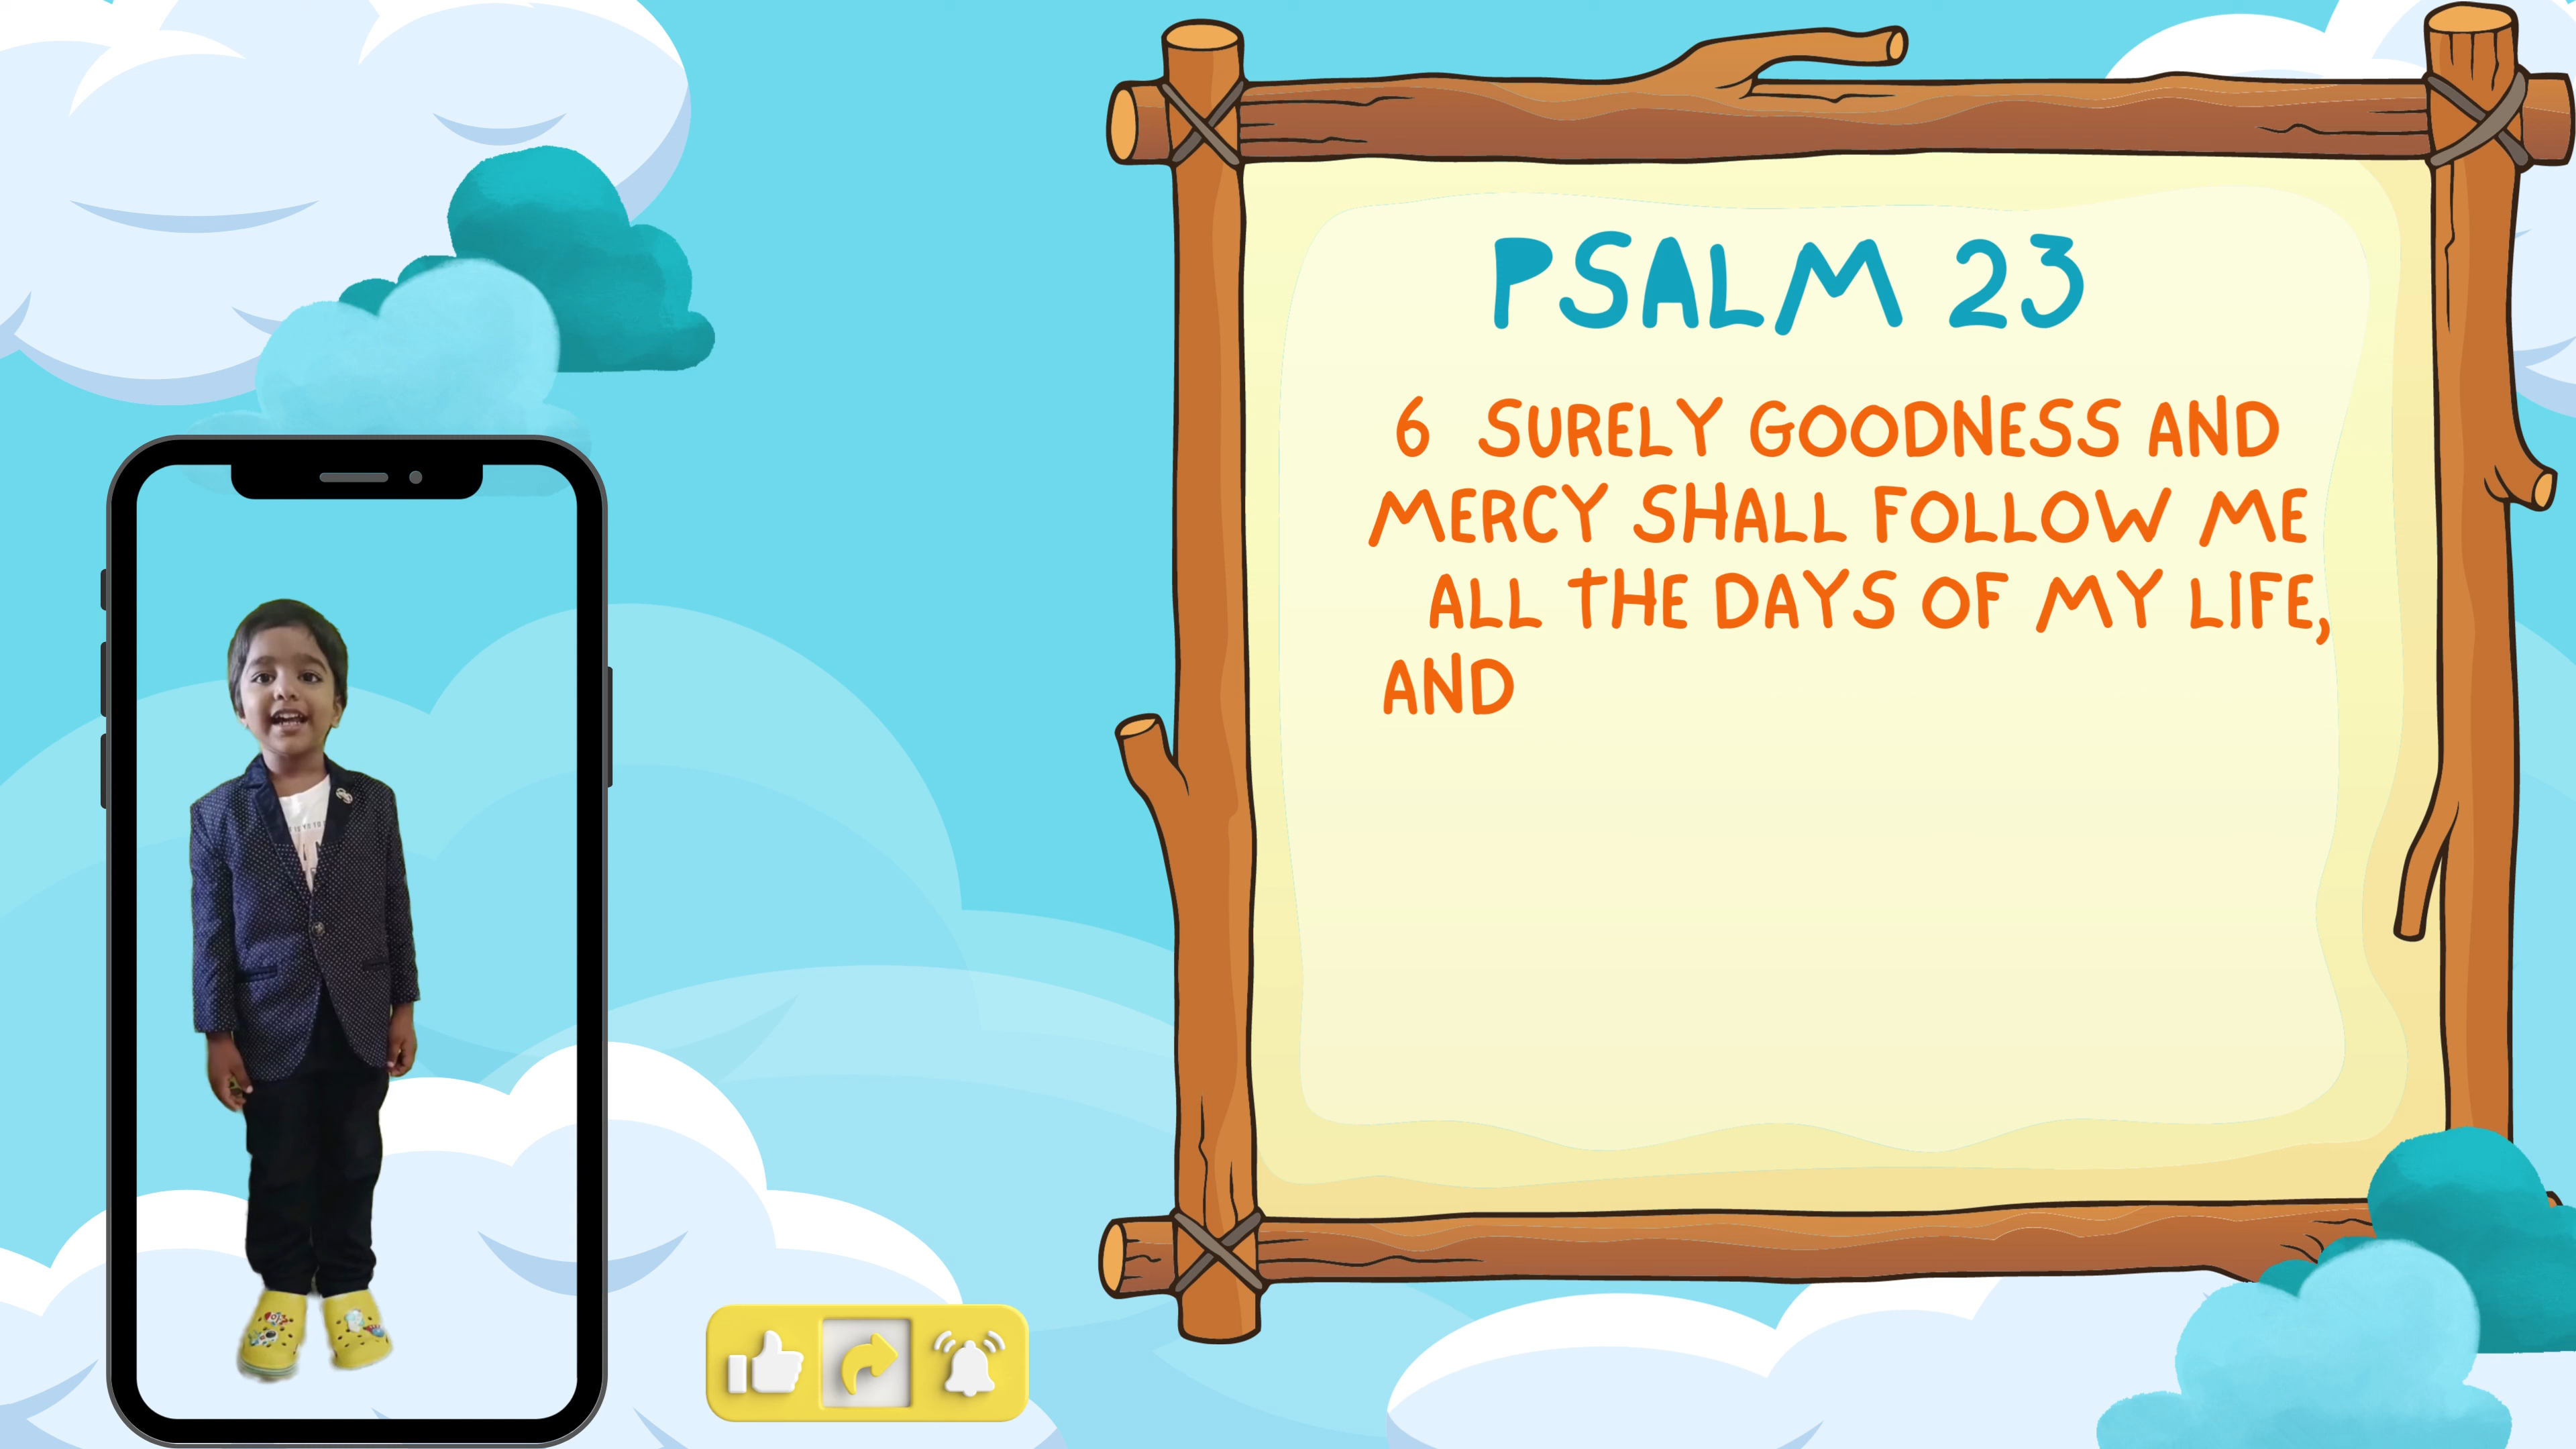 PSALM 23
6 SURELY GOODNESS AND
MERCY SHALL FOLLOW ME
ALL THE DAYS OF MY LIFE,
AND